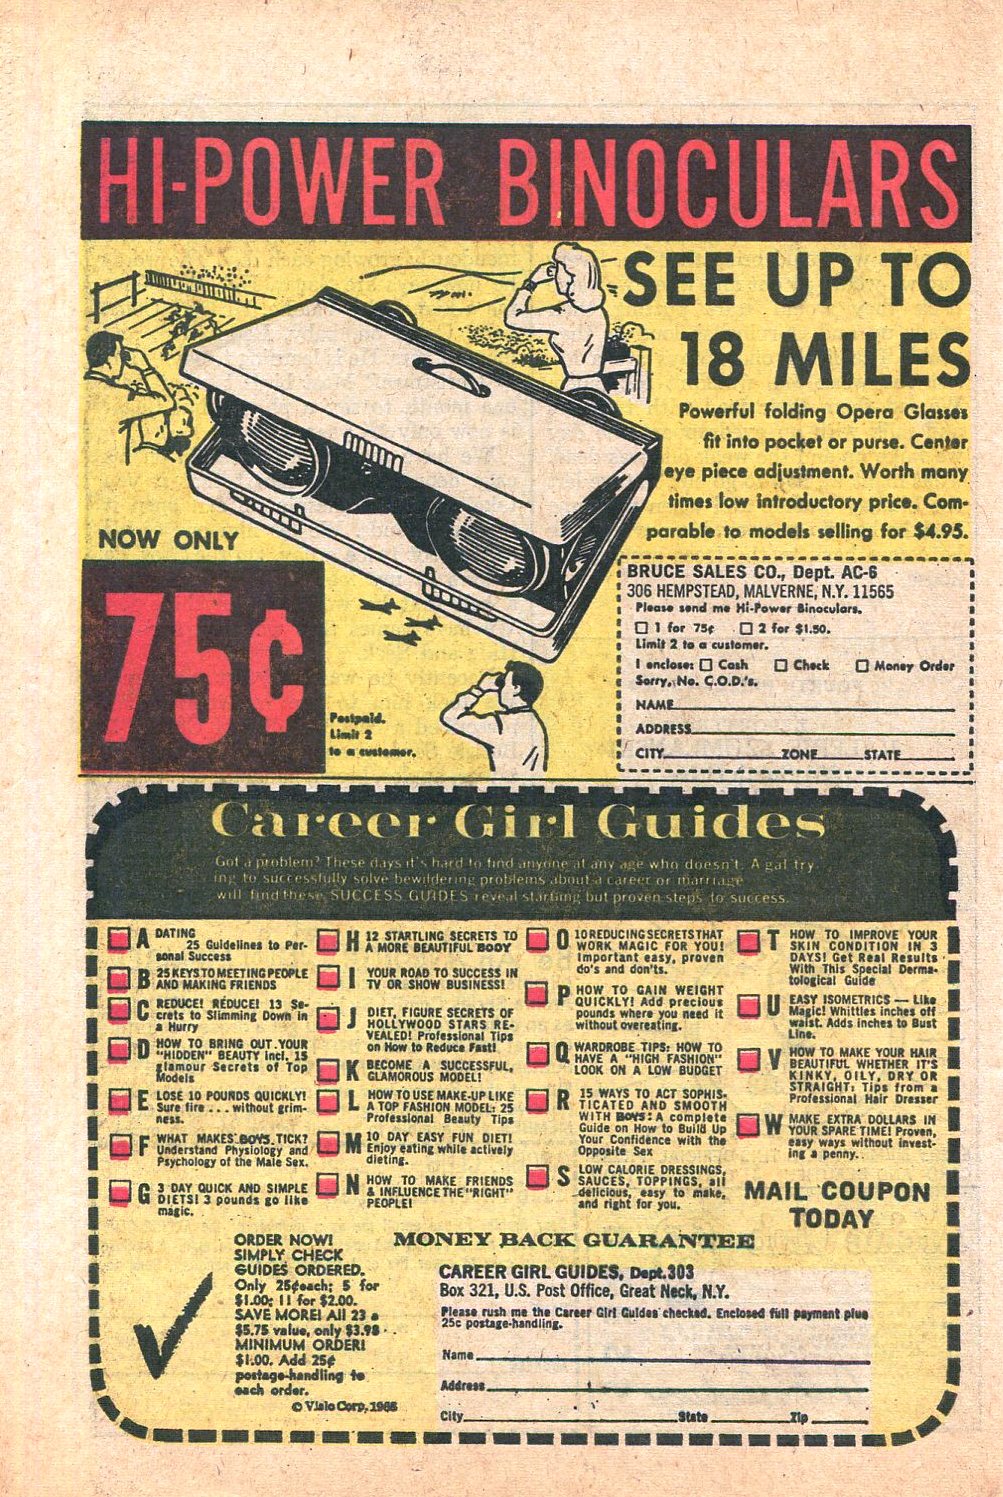 HI-POWER BINOCULARS
SEE UP TO
18 MILES
Powerful folding Opera Glasses
fit into pocket or purse. Center
eye piece adjustment. Worth many
times low introductory price. Com-
parable to models selling for $4.95.
NOW ONLY
75¢
Postpaid.
Limit 2
to a customer.
BRUCE SALES CO., Dept. AC-6
306 HEMPSTEAD, MALVERNE, N.Y. 11565
Please send me Hi-Power Binoculars.
☐ 1 for 75¢ ☐ 2 for $1.50.
Limit 2 to a customer.
I enclose: ☐ Cash ☐ Check ☐ Money Order
Sorry, No. C.O.D.'s.
NAME
ADDRESS
CITY ZONE STATE
Career Girl Guides
Got a problem? These days it's hard to find anyone at any age who doesn't. A gal try-
ing to successfully solve bewildering problems about a career or marriage
will find these SUCCESS GUIDES reveal startling but proven steps to success.
A DATING
25 Guidelines to Per-
sonal Success
B 25 KEYS TO MEETING PEOPLE
AND MAKING FRIENDS
C REDUCE! REDUCE! 13 Se-
crets to Slimming Down in
a Hurry
D HOW TO BRING OUT YOUR
"HIDDEN" BEAUTY incl. 15
glamour Secrets of Top
Models
E LOSE 10 POUNDS QUICKLY!
Sure fire . . . without grim-
ness.
F WHAT MAKES BOYS TICK?
Understand Physiology and
Psychology of the Male Sex.
G 3 DAY QUICK AND SIMPLE
DIETS! 3 pounds go like
magic.
H 12 STARTLING SECRETS TO
A MORE BEAUTIFUL BODY
I YOUR ROAD TO SUCCESS IN
TV OR SHOW BUSINESS!
J DIET, FIGURE SECRETS OF
HOLLYWOOD STARS RE-
VEALED! Professional Tips
on How to Reduce Fast!
K BECOME A SUCCESSFUL,
GLAMOROUS MODEL!
L HOW TO USE MAKE-UP LIKE
A TOP FASHION MODEL: 25
Professional Beauty Tips
M 10 DAY EASY FUN DIET!
Enjoy eating while actively
dieting.
N HOW TO MAKE FRIENDS
& INFLUENCE THE "RIGHT"
PEOPLE!
O 10 REDUCING SECRETS THAT
WORK MAGIC FOR YOU!
Important easy, proven
do's and don'ts.
P HOW TO GAIN WEIGHT
QUICKLY! Add precious
pounds where you need it
without overeating.
Q WARDROBE TIPS: HOW TO
HAVE A "HIGH FASHION"
LOOK ON A LOW BUDGET
R 15 WAYS TO ACT SOPHIS-
TICATED AND SMOOTH
WITH BOYS: A complete
Guide on How to Build Up
Your Confidence with the
Opposite Sex
S LOW CALORIE DRESSINGS,
SAUCES, TOPPINGS, all
delicious, easy to make,
and right for you.
T HOW TO IMPROVE YOUR
SKIN CONDITION IN 3
DAYS! Get Real Results
With This Special Derma-
tological Guide
U EASY ISOMETRICS — Like
Magic! Whittles inches off
waist. Adds inches to Bust
Line.
V HOW TO MAKE YOUR HAIR
BEAUTIFUL WHETHER IT'S
KINKY, OILY, DRY OR
STRAIGHT: Tips from a
Professional Hair Dresser
W MAKE EXTRA DOLLARS IN
YOUR SPARE TIME! Proven,
easy ways without invest-
ing a penny.
MAIL COUPON
TODAY
ORDER NOW!
SIMPLY CHECK
GUIDES ORDERED.
Only 25¢ each; 5 for
$1.00; 11 for $2.00.
SAVE MORE! All 23 a
$5.75 value, only $3.98
MINIMUM ORDER!
$1.00. Add 25¢
postage-handling to
each order.
© Visio Corp, 1966
MONEY BACK GUARANTEE
CAREER GIRL GUIDES, Dept. 303
Box 321, U.S. Post Office, Great Neck, N.Y.
Please rush me the Career Girl Guides checked. Enclosed full payment plus
25c postage-handling.
Name
Address
City State Zip